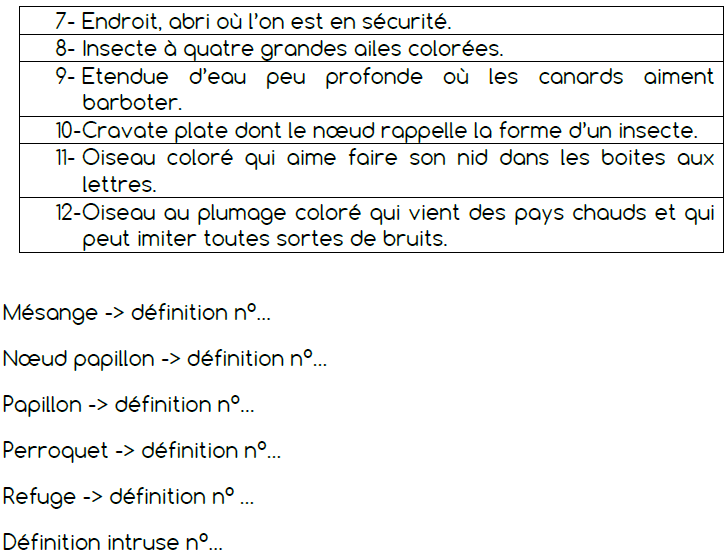 7- Endroit, abri où l'on est en sécurité.
8- Insecte à quatre grandes ailes colorées.
9- Etendue d'eau peu profonde où les canards aiment
barboter.
10-Cravate plate dont le nœud rappelle la forme d'un insecte.
11- Oiseau coloré qui aime faire son nid dans les boites aux
lettres.
12-Oiseau au plumage coloré qui vient des pays chauds et qui
peut imiter toutes sortes de bruits.
Mésange -> définition n°...
Nœud papillon -> définition n°...
Papillon -> définition n°...
Perroquet -> définition n°...
Refuge -> définition n° ...
Définition intruse n°...